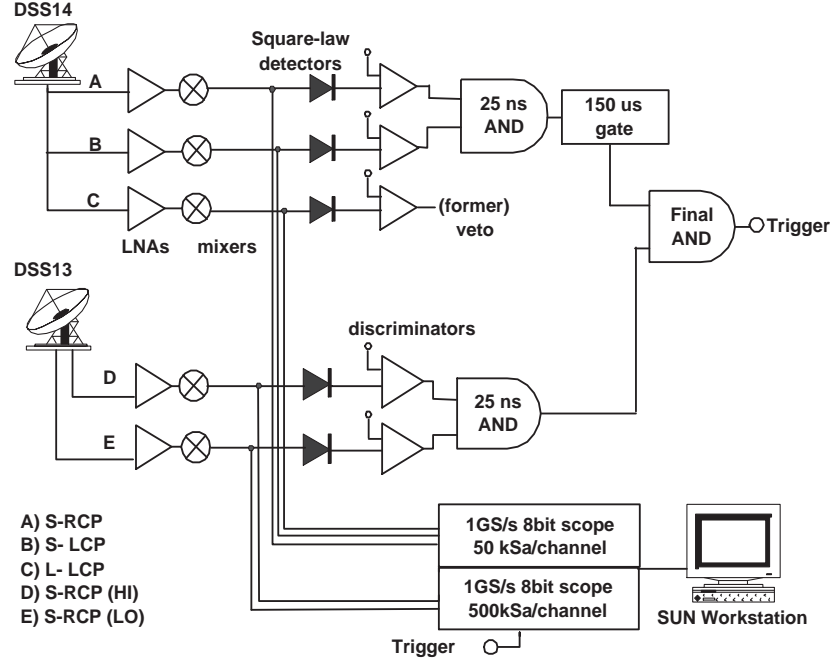 DSS14
A
B
C
LNAs
mixers
Square-law
detectors
25 ns
AND
150 us
gate
(former)
veto
Final
AND
Trigger
DSS13
D
E
discriminators
25 ns
AND
A) S-RCP
B) S- LCP
C) L- LCP
D) S-RCP (HI)
E) S-RCP (LO)
1GS/s 8bit scope
50 kSa/channel
1GS/s 8bit scope
500kSa/channel
SUN Workstation
Trigger